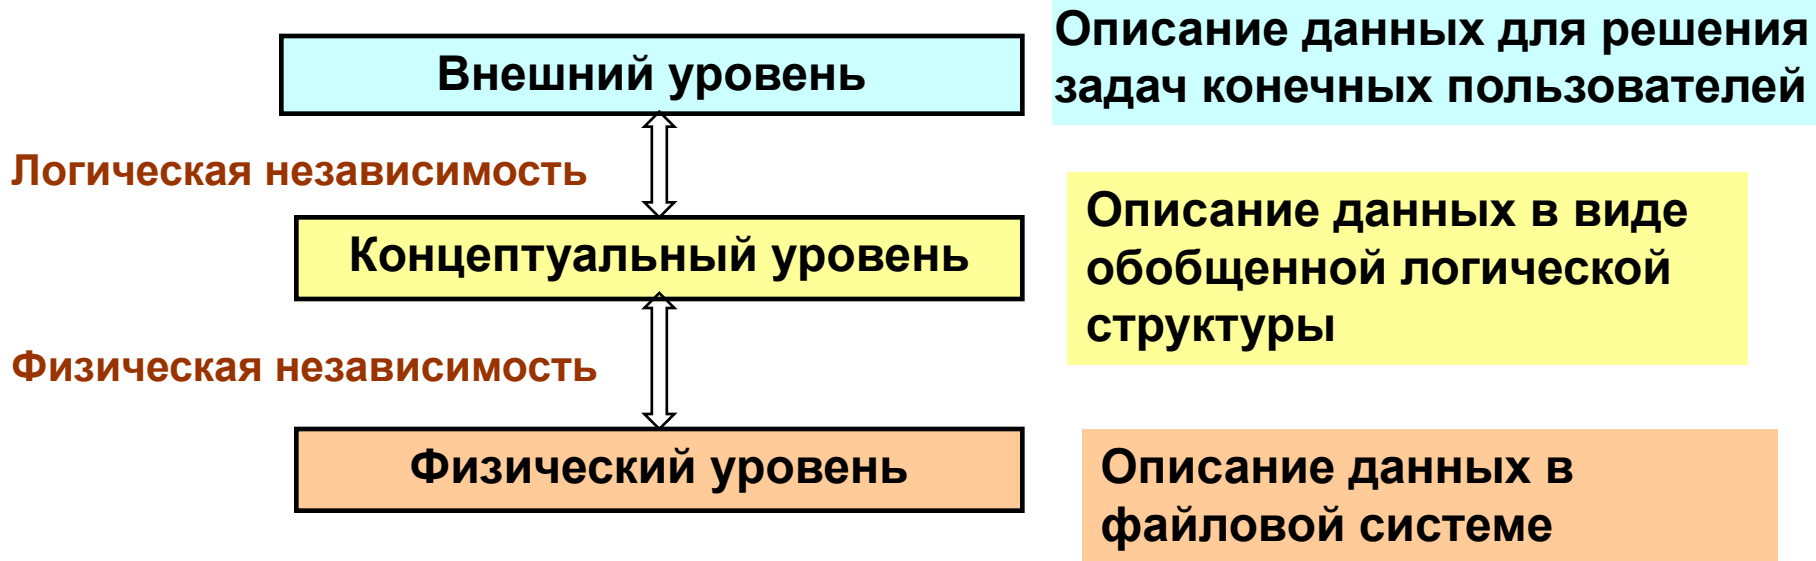 Внешний уровень
Описание данных для решения
задач конечных пользователей
Логическая независимость
Концептуальный уровень
Описание данных в виде
обобщенной логической
структуры
Физическая независимость
Физический уровень
Описание данных в
файловой системе